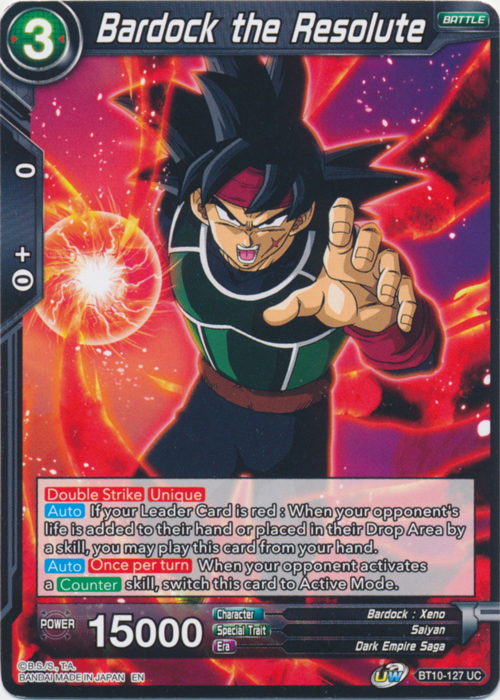 3
Bardock the Resolute
BATTLE
0
0 +
Double Strike Unique
Auto If your Leader Card is red : When your opponent's
life is added to their hand or placed in their Drop Area by
a skill, you may play this card from your hand.
Auto Once per turn When your opponent activates
a Counter skill, switch this card to Active Mode.
POWER 15000
Character Bardock : Xeno
Special Trait Saiyan
Era Dark Empire Saga
©B.S./S., T.A.
BANDAI MADE IN JAPAN EN
UW
BT10-127 UC